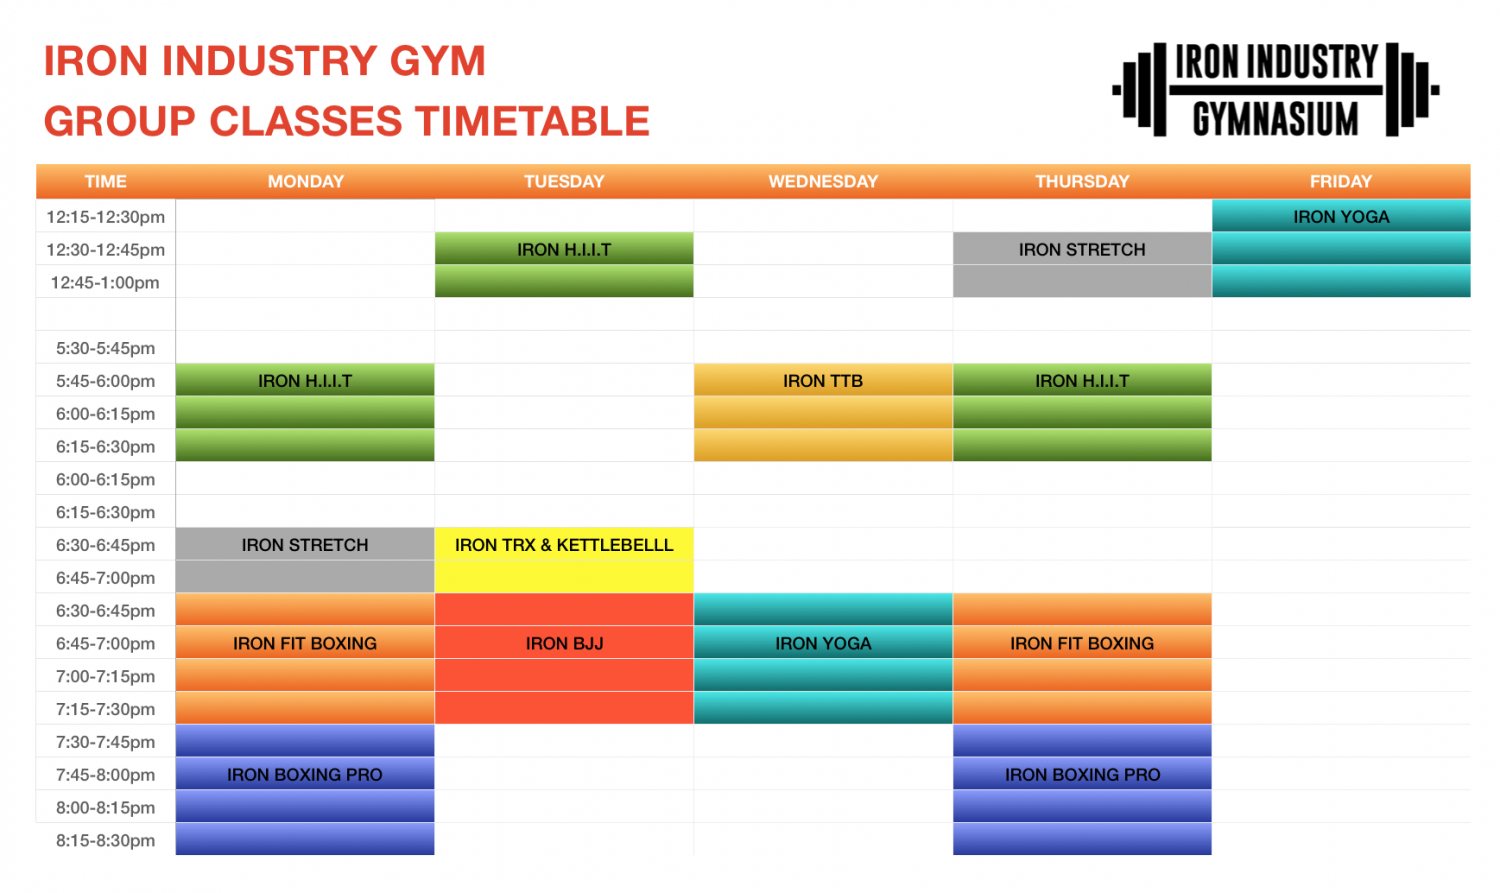 IRON INDUSTRY GYM
GROUP CLASSES TIMETABLE
IRON INDUSTRY
GYMNASIUM
TIME MONDAY TUESDAY WEDNESDAY THURSDAY FRIDAY
12:15-12:30pm IRON YOGA
12:30-12:45pm IRON H.I.I.T IRON STRETCH
12:45-1:00pm
5:30-5:45pm
5:45-6:00pm IRON H.I.I.T IRON TTB IRON H.I.I.T
6:00-6:15pm
6:15-6:30pm
6:00-6:15pm
6:15-6:30pm
6:30-6:45pm IRON STRETCH IRON TRX & KETTLEBELLL
6:45-7:00pm
6:30-6:45pm
6:45-7:00pm IRON FIT BOXING IRON BJJ IRON YOGA IRON FIT BOXING
7:00-7:15pm
7:15-7:30pm
7:30-7:45pm
7:45-8:00pm IRON BOXING PRO IRON BOXING PRO
8:00-8:15pm
8:15-8:30pm